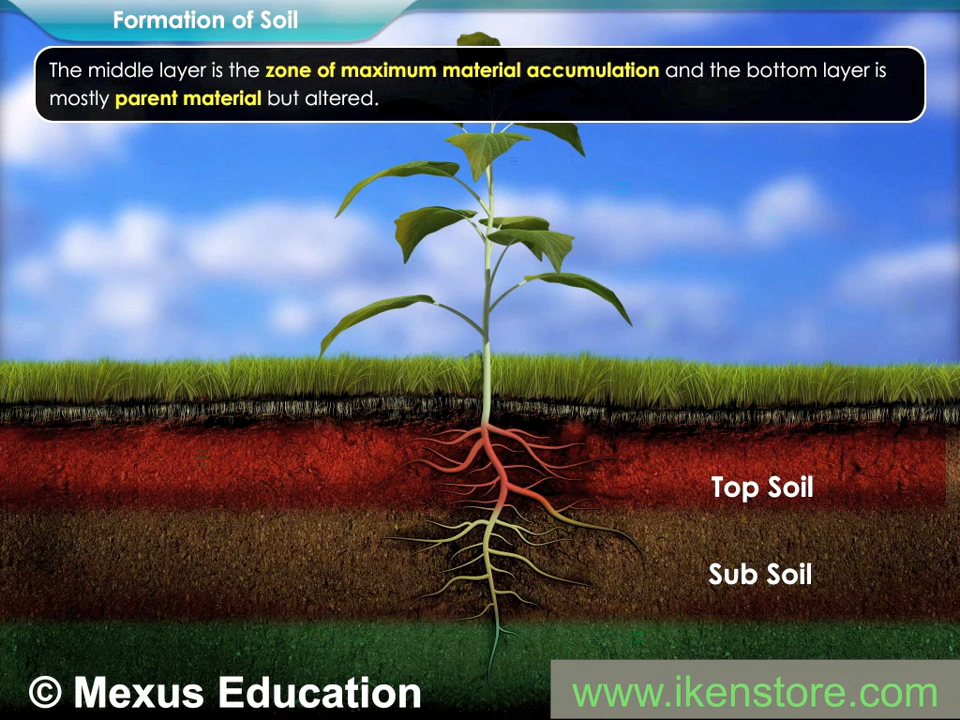 Formation of Soil
The middle layer is the zone of maximum material accumulation and the bottom layer is
mostly parent material but altered.
Top Soil
Sub Soil
© Mexus Education
www.ikenstore.com